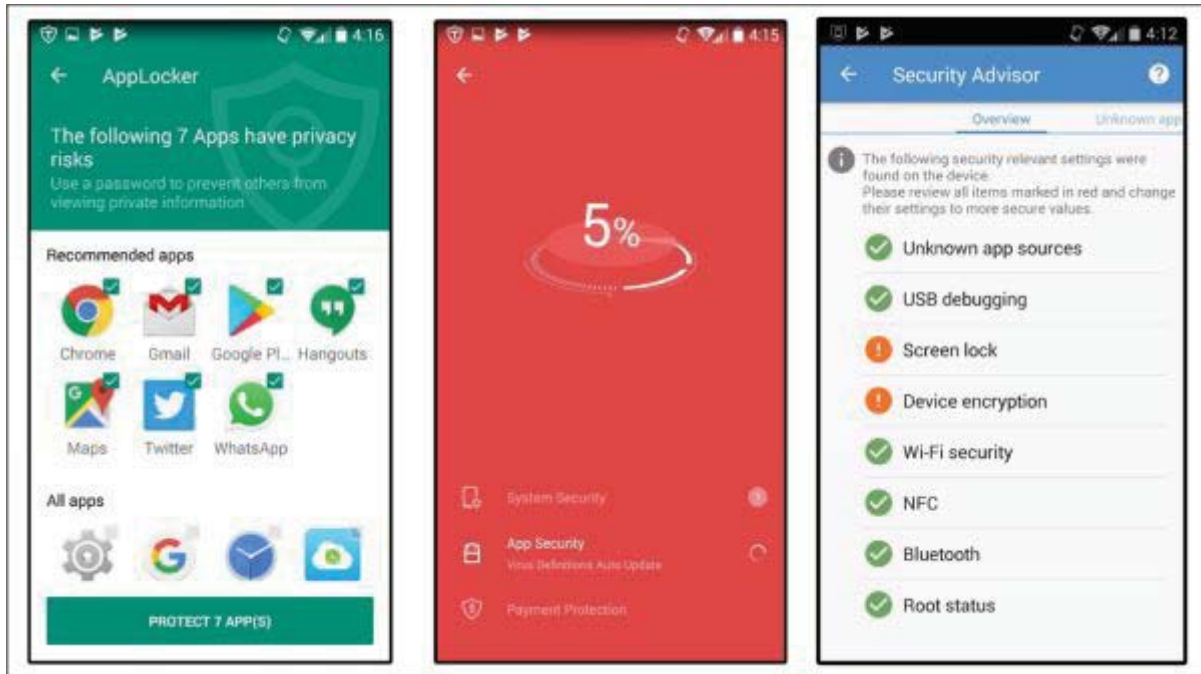 4:16
AppLocker
The following 7 Apps have privacy
risks
Use a password to prevent others from
viewing private information
Recommended apps
Chrome Gmail Google Pl... Hangouts
Maps Twitter WhatsApp
All apps
PROTECT 7 APP(S)
4:15
5%
System Security
App Security
Virus Definitions Auto Update
Payment Protection
4:12
Security Advisor
Overview Unknown app
The following security relevant settings were
found on the device.
Please review all items marked in red and change
their settings to more secure values.
Unknown app sources
USB debugging
Screen lock
Device encryption
Wi-Fi security
NFC
Bluetooth
Root status